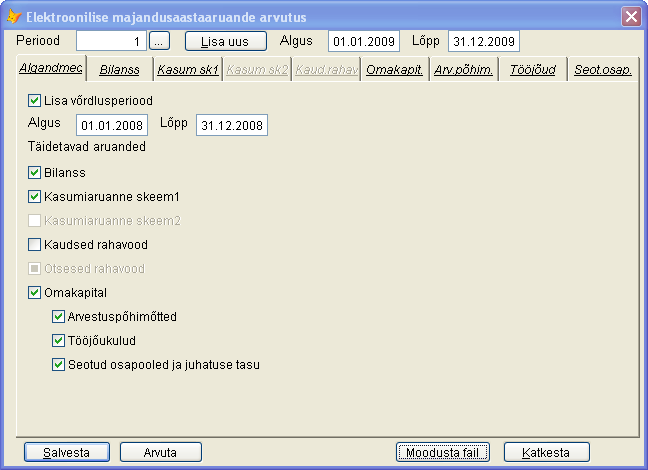 Elektroonilise majandusaastaaruande arvutus
Periood 1 ... Lisa uus Algus 01.01.2009 Lõpp 31.12.2009
Algandmed Bilanss Kasum sk1 Kasum sk2 Kaud.rahav Omakapit. Arv.põhim. Tööjõud Seot.osap.
Lisa võrdlusperiood
Algus 01.01.2008 Lõpp 31.12.2008
Täidetavad aruanded
Bilanss
Kasumiaruanne skeem1
Kasumiaruanne skeem2
Kaudsed rahavood
Otsesed rahavood
Omakapital
Arvestuspõhimõtted
Tööjõukulud
Seotud osapooled ja juhatuse tasu
Salvesta Arvuta Moodusta fail Katkesta